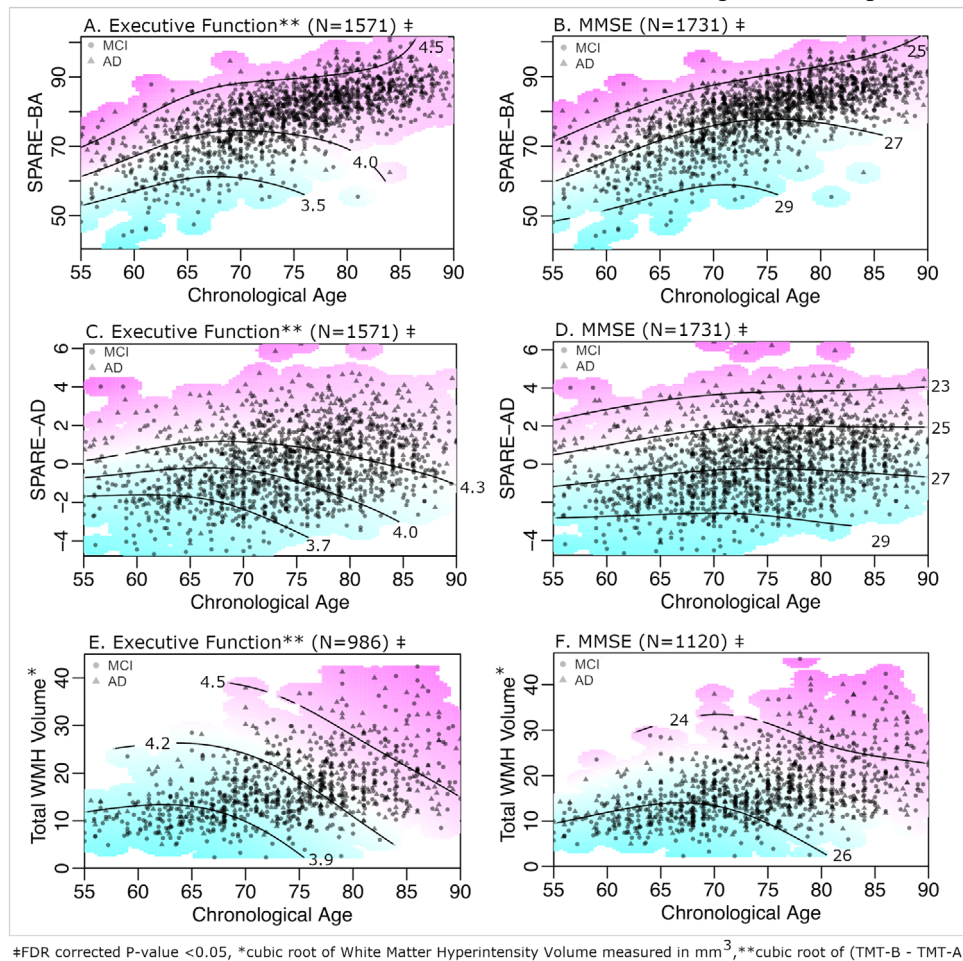 A. Executive Function** (N=1571) ‡
MCI
AD
SPARE−BA
90
70
50
4.5
4.0
3.5
55 60 65 70 75 80 85 90
Chronological Age
B. MMSE (N=1731) ‡
MCI
AD
SPARE−BA
90
70
50
25
27
29
55 60 65 70 75 80 85 90
Chronological Age
C. Executive Function** (N=1571) ‡
MCI
AD
SPARE−AD
6
4
2
0
−2
−4
4.3
4.0
3.7
55 60 65 70 75 80 85 90
Chronological Age
D. MMSE (N=1731) ‡
MCI
AD
SPARE−AD
6
4
2
0
−2
−4
23
25
27
29
55 60 65 70 75 80 85 90
Chronological Age
E. Executive Function** (N=986) ‡
MCI
AD
Total WMH Volume*
40
30
20
10
0
4.5
4.2
3.9
55 60 65 70 75 80 85 90
Chronological Age
F. MMSE (N=1120) ‡
MCI
AD
Total WMH Volume*
40
30
20
10
0
24
26
55 60 65 70 75 80 85 90
Chronological Age
‡FDR corrected P-value <0.05, *cubic root of White Matter Hyperintensity Volume measured in mm3,**cubic root of (TMT-B - TMT-A